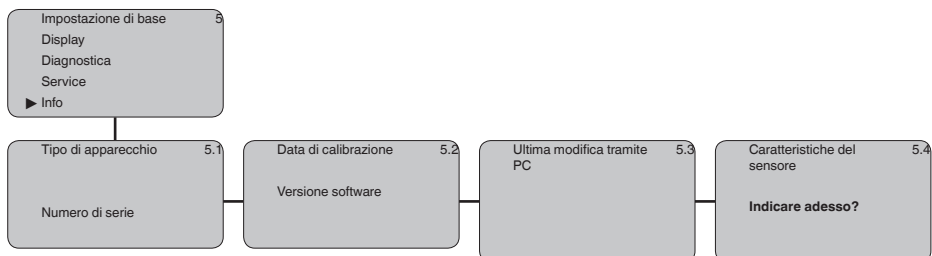 Impostazione di base 5
Display
Diagnostica
Service
▶ Info
Tipo di apparecchio 5.1
Numero di serie
Data di calibrazione 5.2
Versione software
Ultima modifica tramite 5.3
PC
Caratteristiche del 5.4
sensore
Indicare adesso?